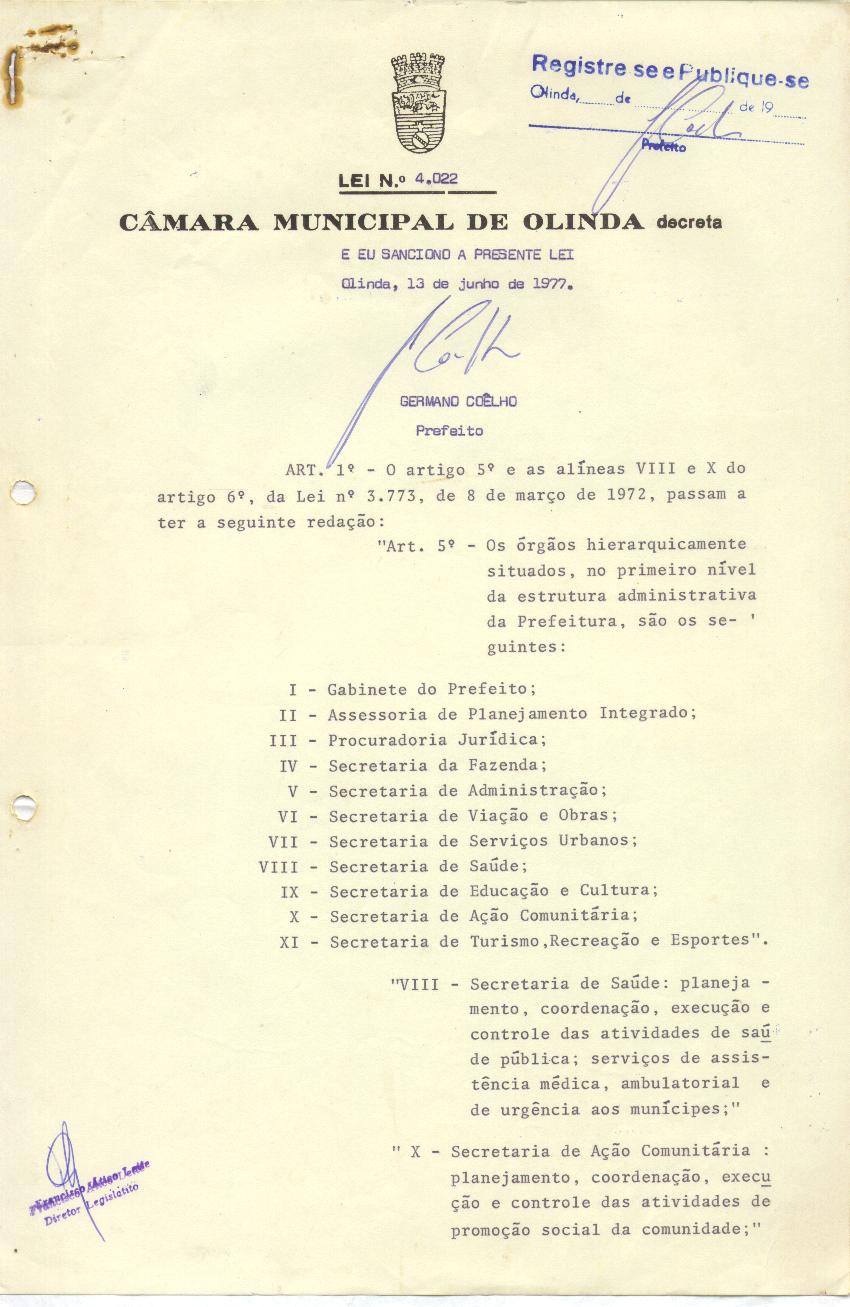 Registre se e Publique-se
Olinda, de de 19
Prefeito
LEI N.º 4.022
CÂMARA MUNICIPAL DE OLINDA decreta
E EU SANCIONO A PRESENTE LEI
Olinda, 13 de junho de 1977.
GERMANO COÊLHO
Prefeito
ART. 1º - O artigo 5º e as alíneas VIII e X do
artigo 6º, da Lei nº 3.773, de 8 de março de 1972, passam a
ter a seguinte redação:
"Art. 5º - Os órgãos hierarquicamente
situados, no primeiro nível
da estrutura administrativa
da Prefeitura, são os se- '
guintes:
I - Gabinete do Prefeito;
II - Assessoria de Planejamento Integrado;
III - Procuradoria Jurídica;
IV - Secretaria da Fazenda;
V - Secretaria de Administração;
VI - Secretaria de Viação e Obras;
VII - Secretaria de Serviços Urbanos;
VIII - Secretaria de Saúde;
IX - Secretaria de Educação e Cultura;
X - Secretaria de Ação Comunitária;
XI - Secretaria de Turismo,Recreação e Esportes".
"VIII - Secretaria de Saúde: planeja -
mento, coordenação, execução e
controle das atividades de saú
de pública; serviços de assis-
tência médica, ambulatorial e
de urgência aos munícipes;"
" X - Secretaria de Ação Comunitária :
planejamento, coordenação, execu
ção e controle das atividades de
promoção social da comunidade;"
Francisco Leite
Diretor Legislativo